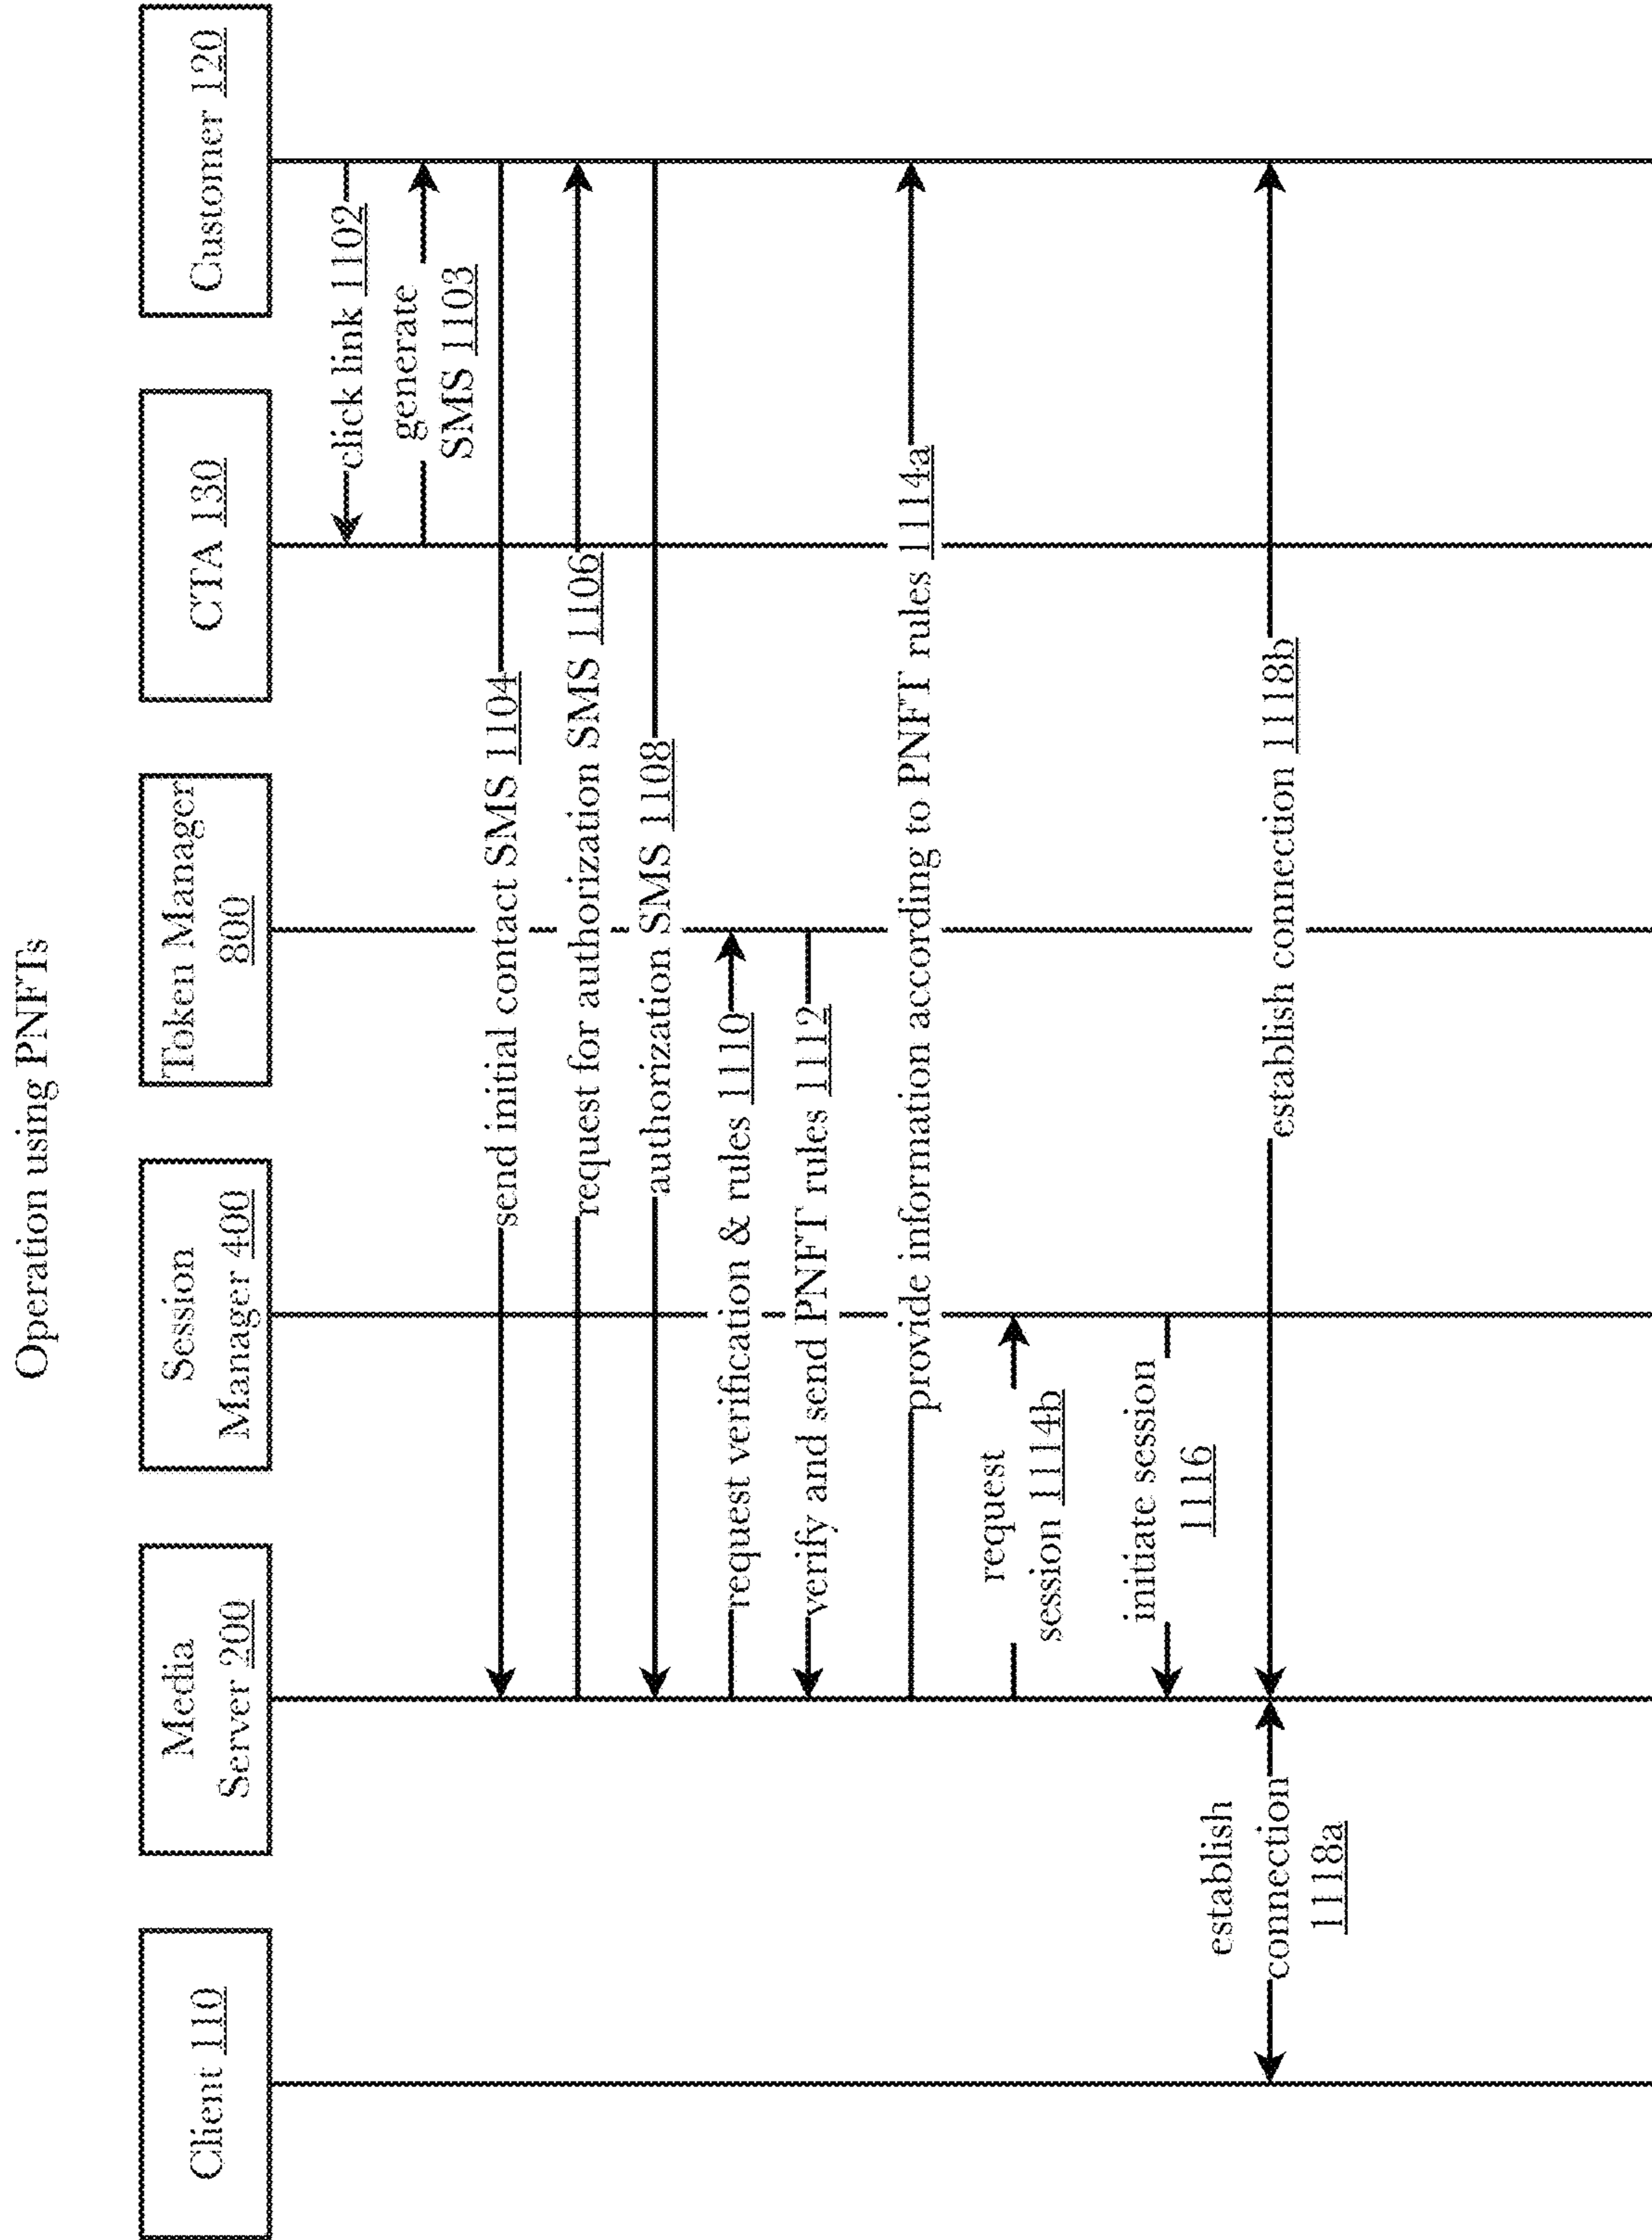 Operation using PNFTs
Client 110
Media
Server 200
Session
Manager 400
Token Manager
800
CTA 130
Customer 120
click link 1102
generate
SMS 1103
send initial contact SMS 1104
request for authorization SMS 1106
authorization SMS 1108
request verification & rules 1110
verify and send PNFT rules 1112
provide information according to PNFT rules 1114a
request
session 1114b
initiate session
1116
establish
connection
1118a
establish connection 1118b